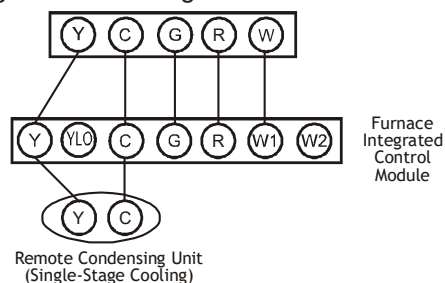 Y C G R W
Y YLO C G R W1 W2
Furnace
Integrated
Control
Module
Y C
Remote Condensing Unit
(Single-Stage Cooling)